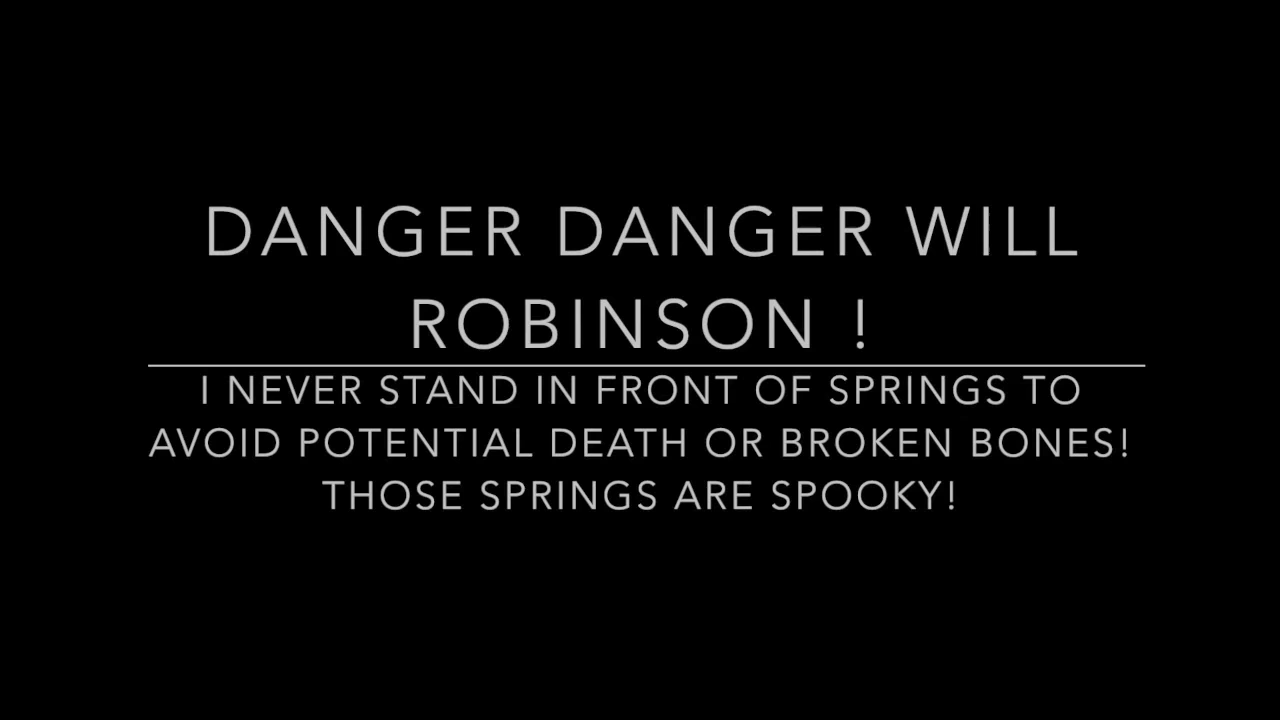 DANGER DANGER WILL
ROBINSON !
I NEVER STAND IN FRONT OF SPRINGS TO
AVOID POTENTIAL DEATH OR BROKEN BONES!
THOSE SPRINGS ARE SPOOKY!